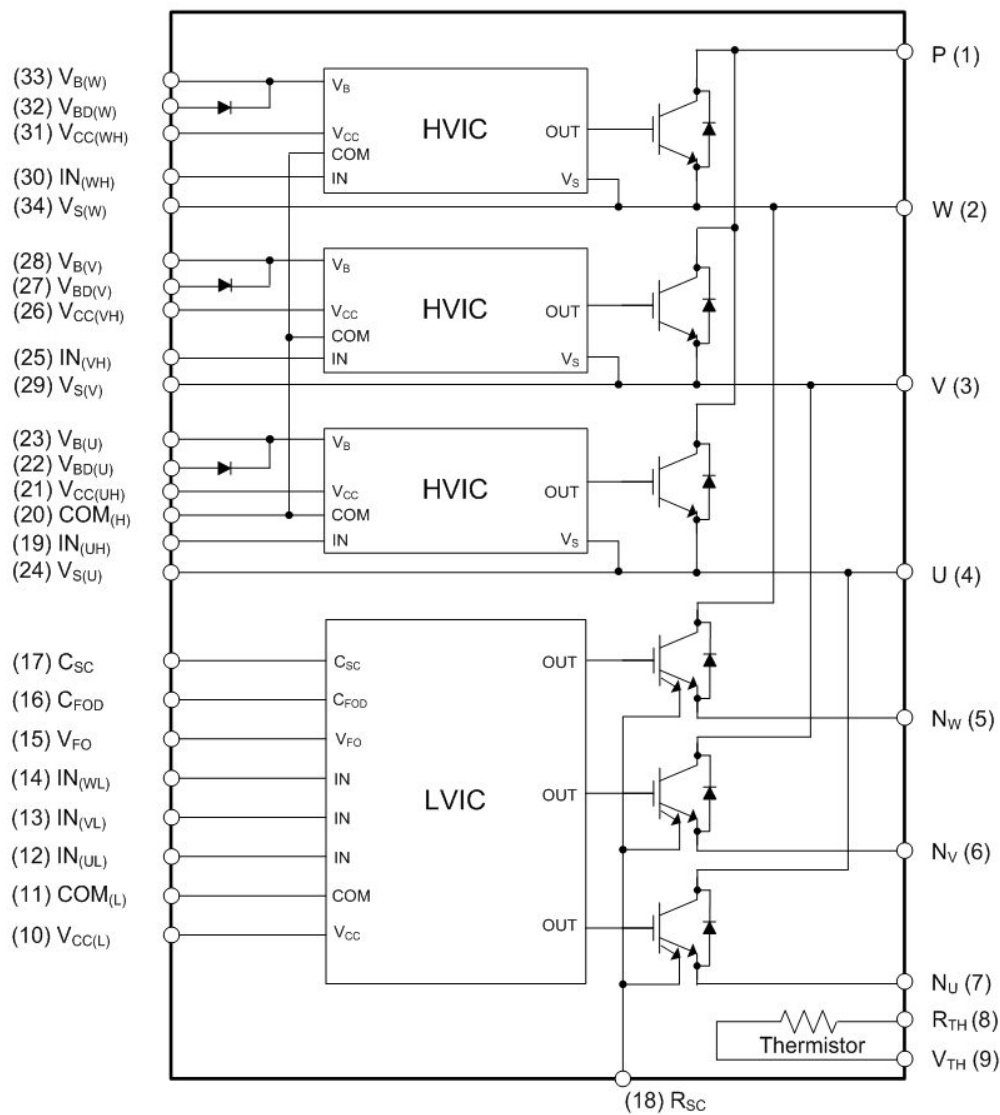 (33) VB(W)
(32) VBD(W)
(31) VCC(WH)
(30) IN(WH)
(34) VS(W)
(28) VB(V)
(27) VBD(V)
(26) VCC(VH)
(25) IN(VH)
(29) VS(V)
(23) VB(U)
(22) VBD(U)
(21) VCC(UH)
(20) COM(H)
(19) IN(UH)
(24) VS(U)
(17) CSC
(16) CFOD
(15) VFO
(14) IN(WL)
(13) IN(VL)
(12) IN(UL)
(11) COM(L)
(10) VCC(L)
VB
VCC
COM
IN
HVIC
OUT
VS
VB
VCC
COM
IN
HVIC
OUT
VS
VB
VCC
COM
IN
HVIC
OUT
VS
CSC
CFOD
VFO
IN
IN
IN
COM
VCC
LVIC
OUT
OUT
OUT
P (1)
W (2)
V (3)
U (4)
NW (5)
NV (6)
NU (7)
RTH (8)
VTH (9)
Thermistor
(18) RSC